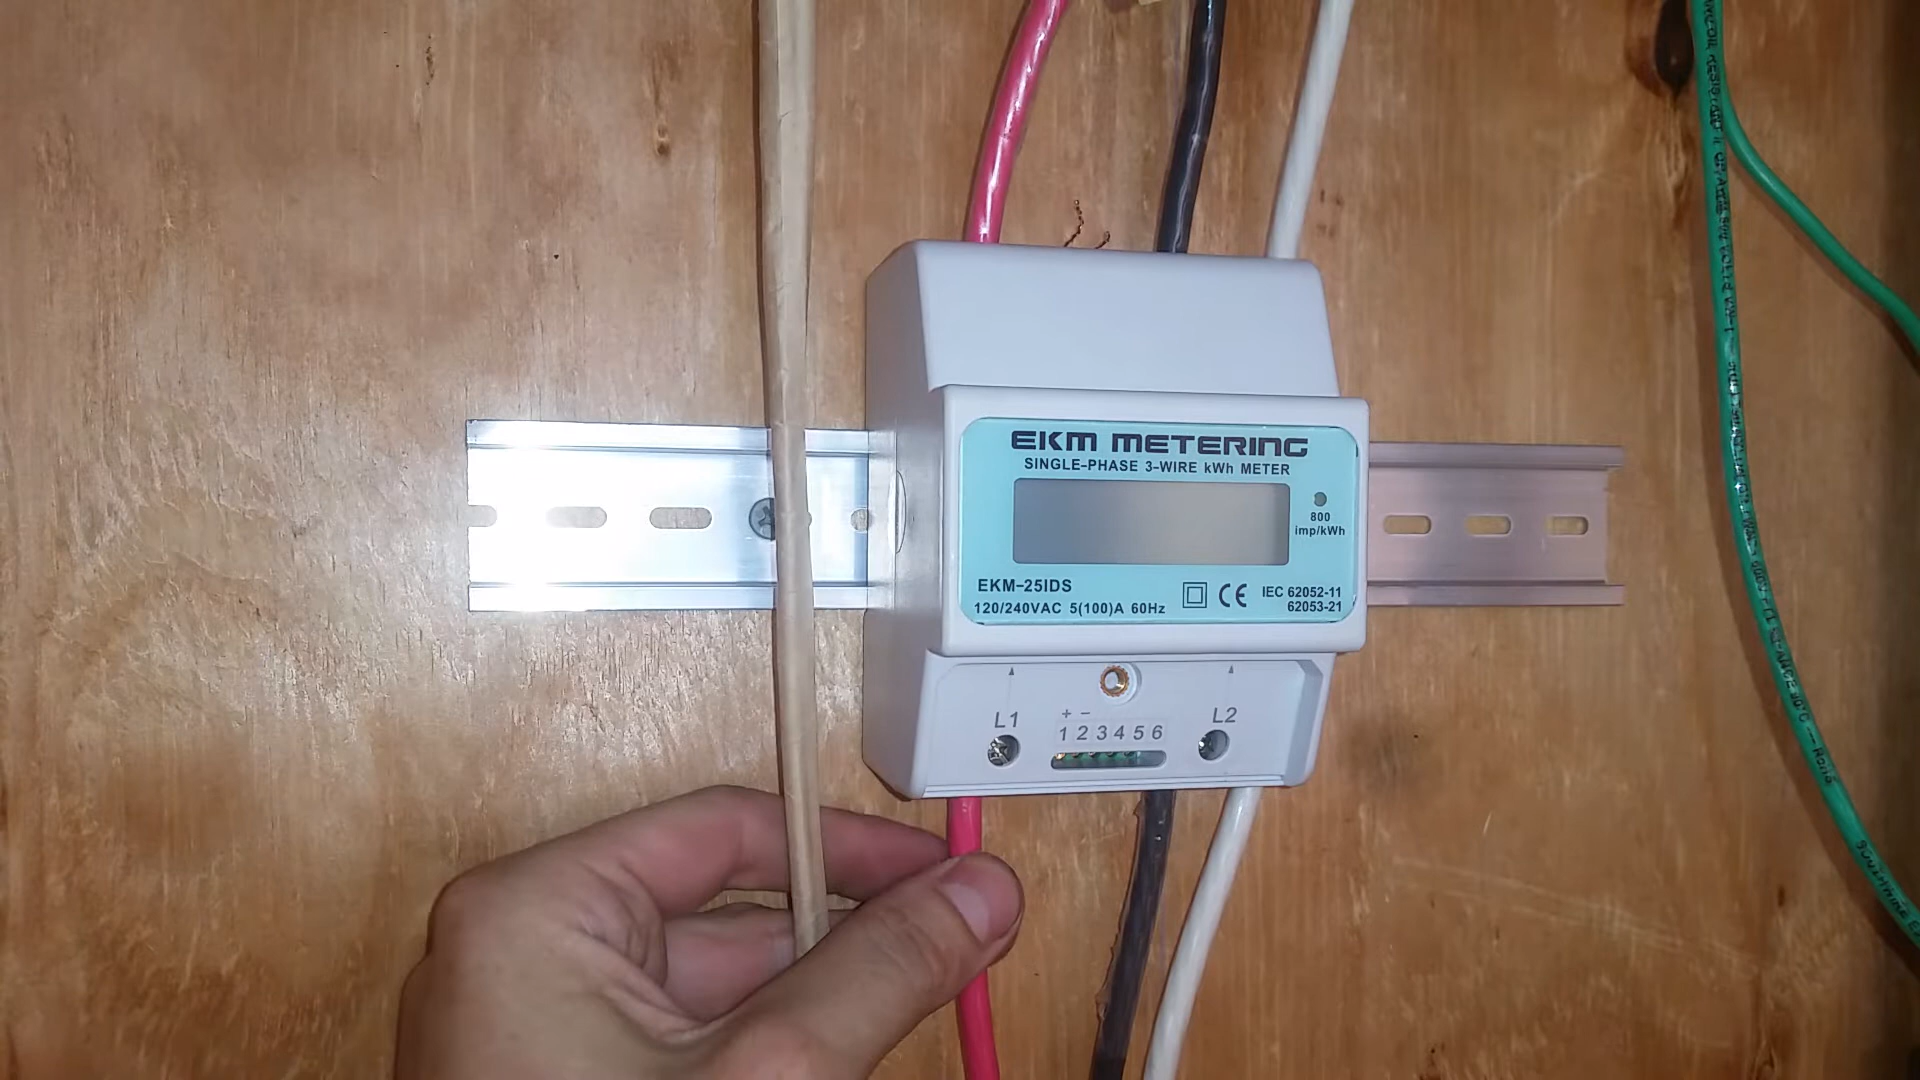 EKM METERING
SINGLE-PHASE 3-WIRE kWh METER
800
imp/kWh
EKM-25IDS
120/240VAC 5(100)A 60Hz
CE
IEC 62052-11
62053-21
L1
+ -
1 2 3 4 5 6
L2